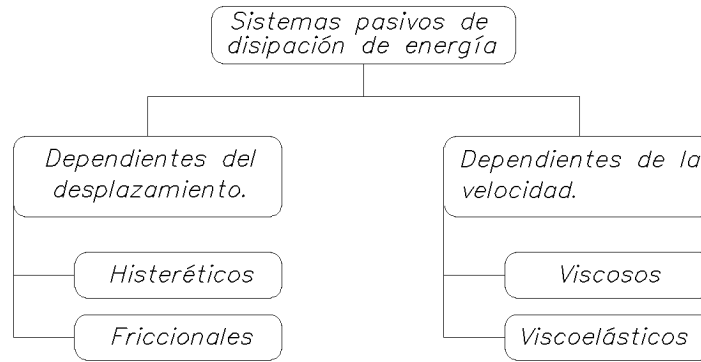 Sistemas pasivos de
disipación de energía
Dependientes del
desplazamiento.
Histeréticos
Friccionales
Dependientes de la
velocidad.
Viscosos
Viscoelásticos